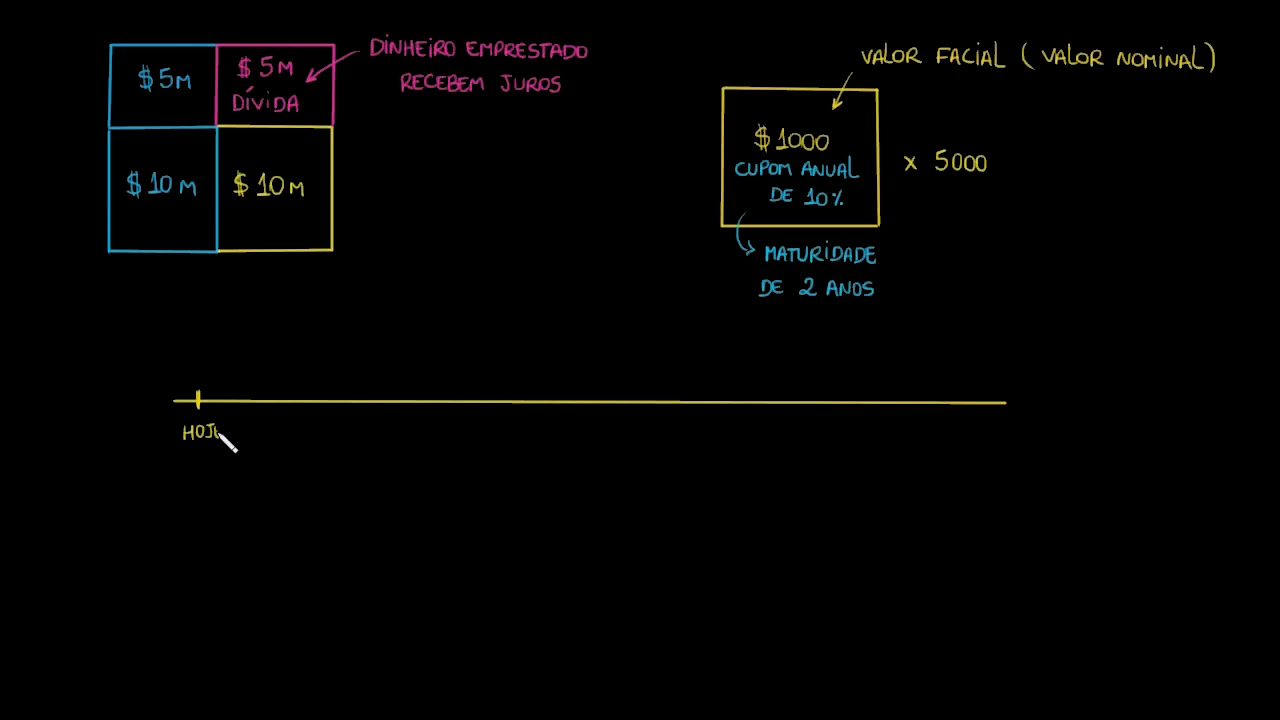 $5M
$5M
DÍVIDA
DINHEIRO EMPRESTADO
RECEBEM JUROS
$10M
$10M
VALOR FACIAL (VALOR NOMINAL)
$1000
CUPOM ANUAL
DE 10%
x 5000
MATURIDADE
DE 2 ANOS